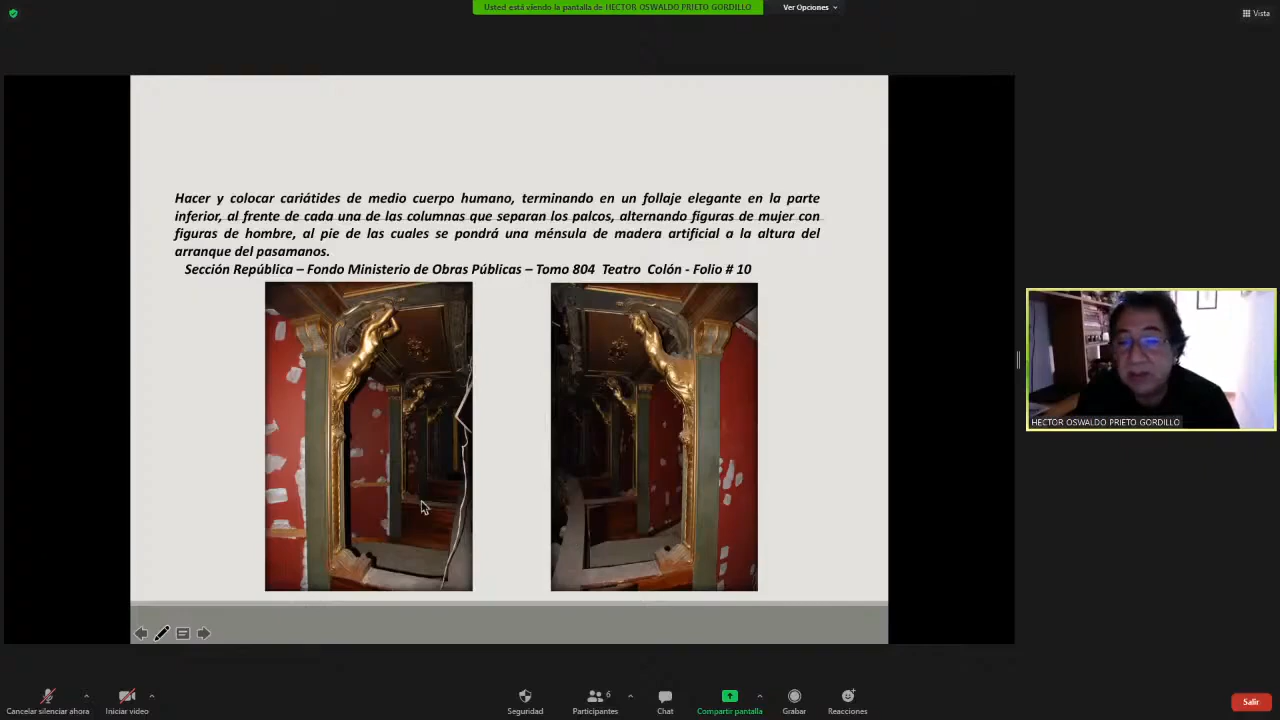 Usted está viendo la pantalla de HECTOR OSWALDO PRIETO GORDILLO
Ver Opciones
Vista
Hacer y colocar cariátides de medio cuerpo humano, terminando en un follaje elegante en la parte
inferior, al frente de cada una de las columnas que separan los palcos, alternando figuras de mujer con
figuras de hombre, al pie de las cuales se pondrá una ménsula de madera artificial a la altura del
arranque del pasamanos.
Sección República – Fondo Ministerio de Obras Públicas – Tomo 804 Teatro Colón - Folio # 10
HECTOR OSWALDO PRIETO GORDILLO
Cancelar silenciar ahora
Iniciar video
Seguridad
Participantes
6
Chat
Compartir pantalla
Grabar
Reacciones
Salir